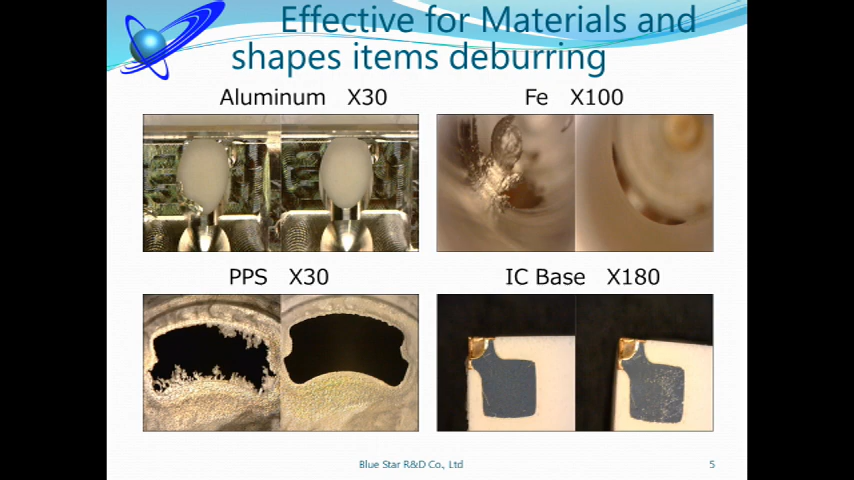 Effective for Materials and
shapes items deburring
Aluminum X30
Fe X100
PPS X30
IC Base X180
Blue Star R&D Co., Ltd
5